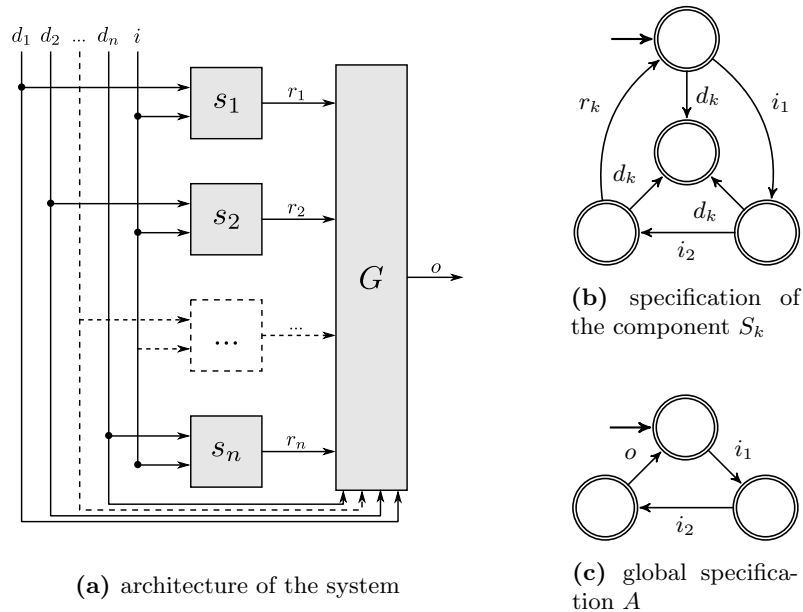 d₁ d₂ ... dₙ i
s₁ r₁
s₂ r₂
G
o
... ...
sₙ rₙ
(a) architecture of the system
dₖ
rₖ
i₁
dₖ
dₖ
i₂
(b) specification of
the component Sₖ
o
i₁
i₂
(c) global specifica-
tion A